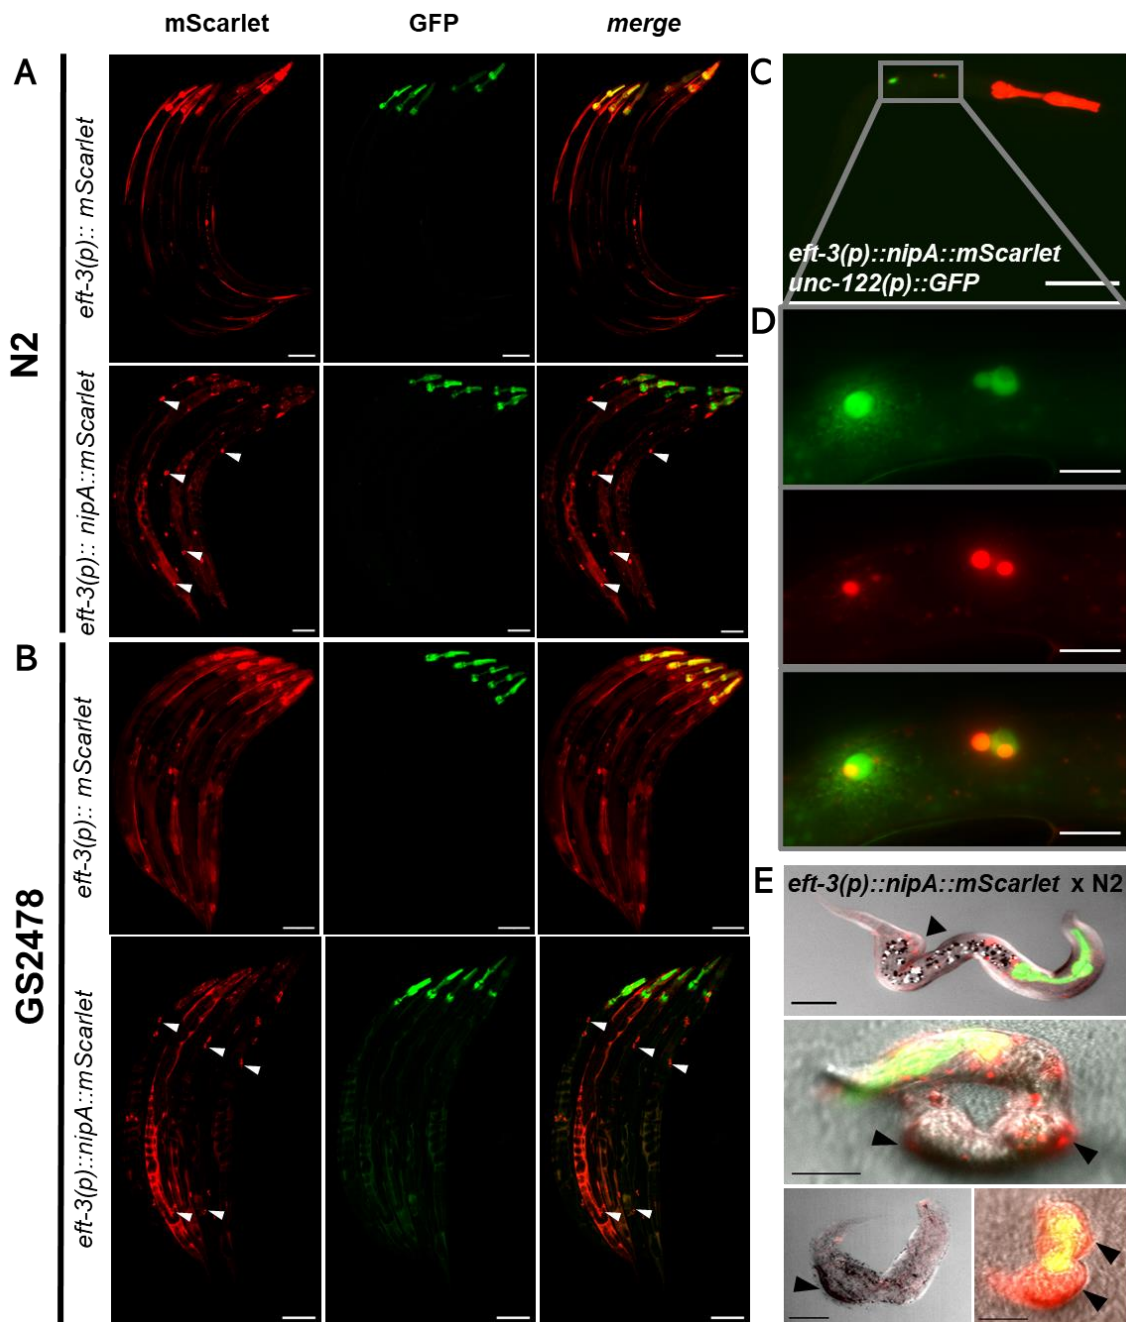 mScarlet
GFP
merge
A
N2
eft-3(p):: mScarlet
eft-3(p):: nipA::mScarlet
B
GS2478
eft-3(p):: mScarlet
eft-3(p)::nipA::mScarlet
C
eft-3(p)::nipA::mScarlet
unc-122(p)::GFP
D
E
eft-3(p)::nipA::mScarlet x N2